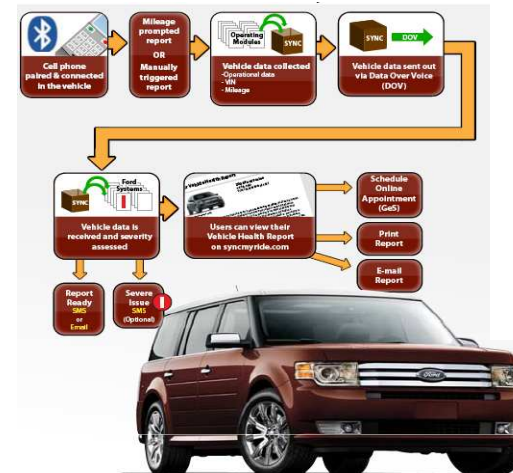 Cell phone
paired & connected
in the vehicle
Mileage
prompted
report
OR
Manually
triggered
report
Operating
Modules
SYNC
Vehicle data collected
-Operational data
- VIN
- Mileage
SYNC
DOV
Vehicle data sent out
via Data Over Voice
(DOV)
Ford
Systems
SYNC
Vehicle data is
received and severity
assessed
Users can view their
Vehicle Health Report
on syncmyride.com
Schedule
Online
Appointment
(GeS)
Print
Report
E-mail
Report
Report
Ready
SMS
or
Email
Severe
Issue
SMS
(Optional)
Ford